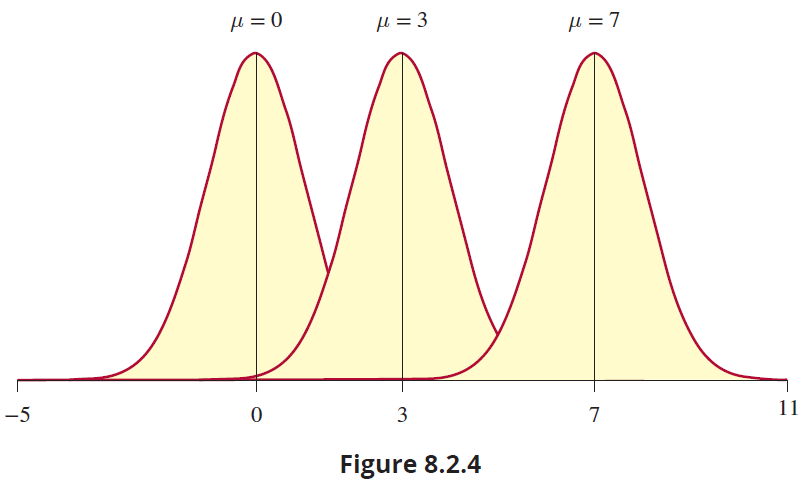 μ = 0 μ = 3 μ = 7
−5 0 3 7 11
Figure 8.2.4